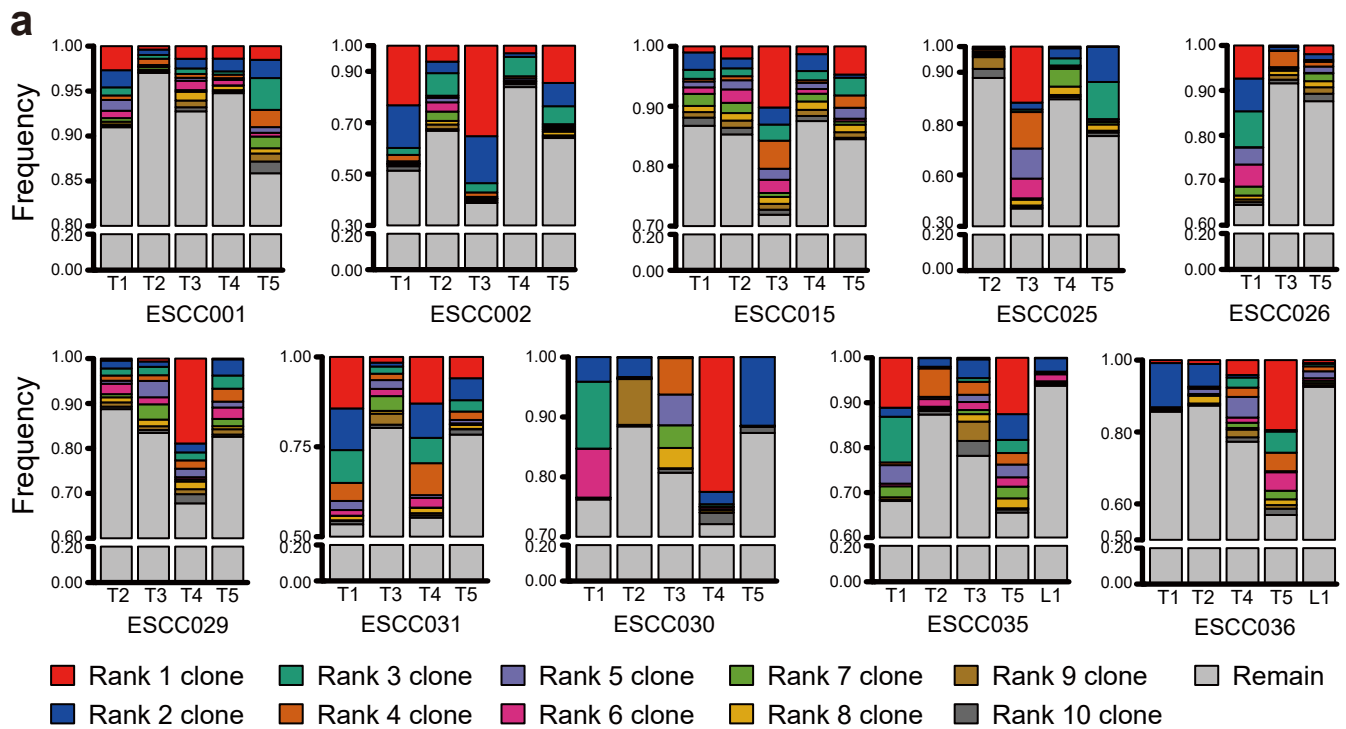 a
Frequency
1.00
0.95
0.90
0.85
0.80
0.20
0.00
T1 T2 T3 T4 T5
ESCC001
1.00
0.90
0.70
0.50
0.30
0.20
0.00
T1 T2 T3 T4 T5
ESCC002
1.00
0.90
0.80
0.70
0.20
0.00
T1 T2 T3 T4 T5
ESCC015
1.00
0.90
0.80
0.60
0.30
0.20
0.00
T2 T3 T4 T5
ESCC025
1.00
0.90
0.80
0.70
0.60
0.20
0.00
T1 T3 T5
ESCC026
Frequency
1.00
0.90
0.80
0.70
0.60
0.20
0.00
T2 T3 T4 T5
ESCC029
1.00
0.75
0.50
0.20
0.00
T1 T3 T4 T5
ESCC031
1.00
0.90
0.80
0.70
0.20
0.00
T1 T2 T3 T4 T5
ESCC030
1.00
0.90
0.80
0.70
0.60
0.20
0.00
T1 T2 T3 T5 L1
ESCC035
1.00
0.80
0.60
0.50
0.20
0.00
T1 T2 T4 T5 L1
ESCC036
Rank 1 clone Rank 3 clone Rank 5 clone Rank 7 clone Rank 9 clone Remain
Rank 2 clone Rank 4 clone Rank 6 clone Rank 8 clone Rank 10 clone